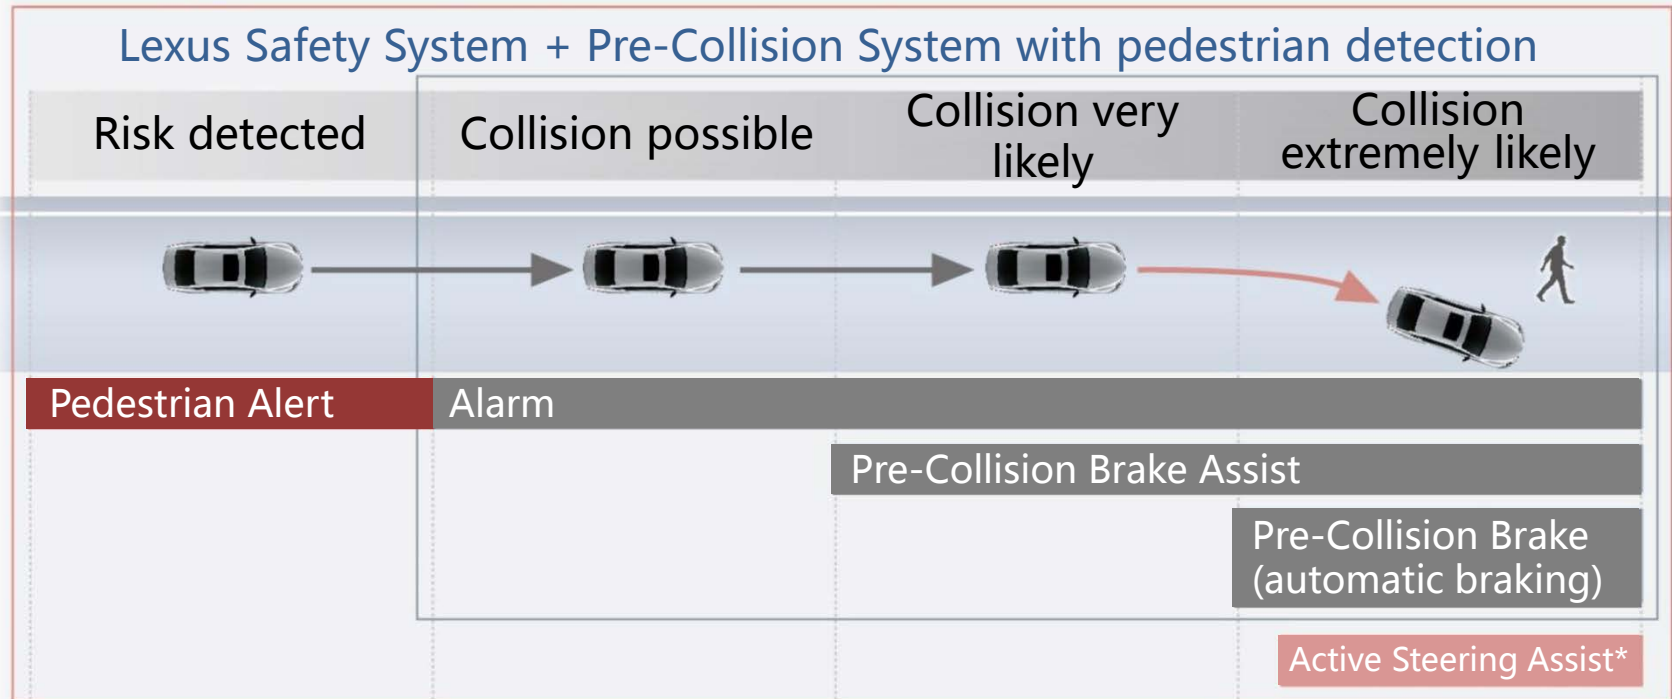 Lexus Safety System + Pre-Collision System with pedestrian detection
Risk detected
Collision possible
Collision very
likely
Collision
extremely likely
Pedestrian Alert
Alarm
Pre-Collision Brake Assist
Pre-Collision Brake
(automatic braking)
Active Steering Assist*